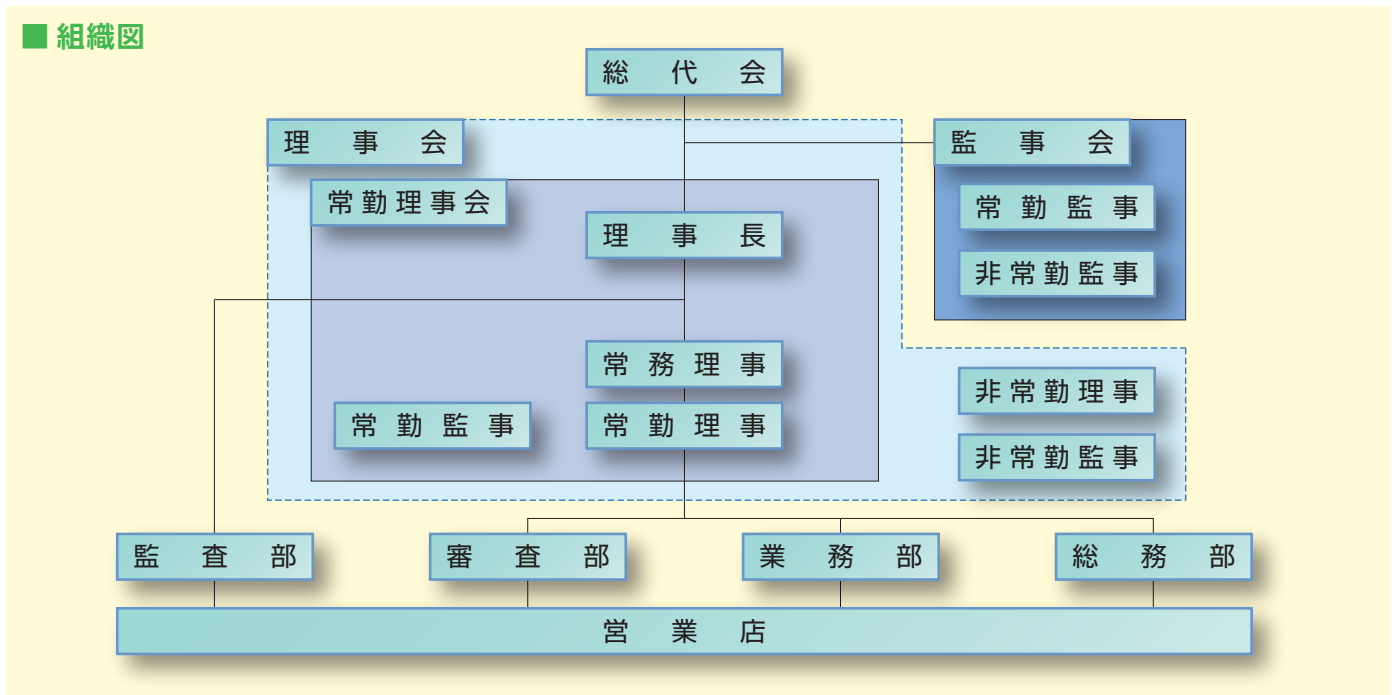 ■ 組織図
総代会
理事会
監事会
常勤理事会
常勤監事
理事長
非常勤監事
常務理事
非常勤理事
常勤監事
常勤理事
非常勤監事
監査部
審査部
業務部
総務部
営業店